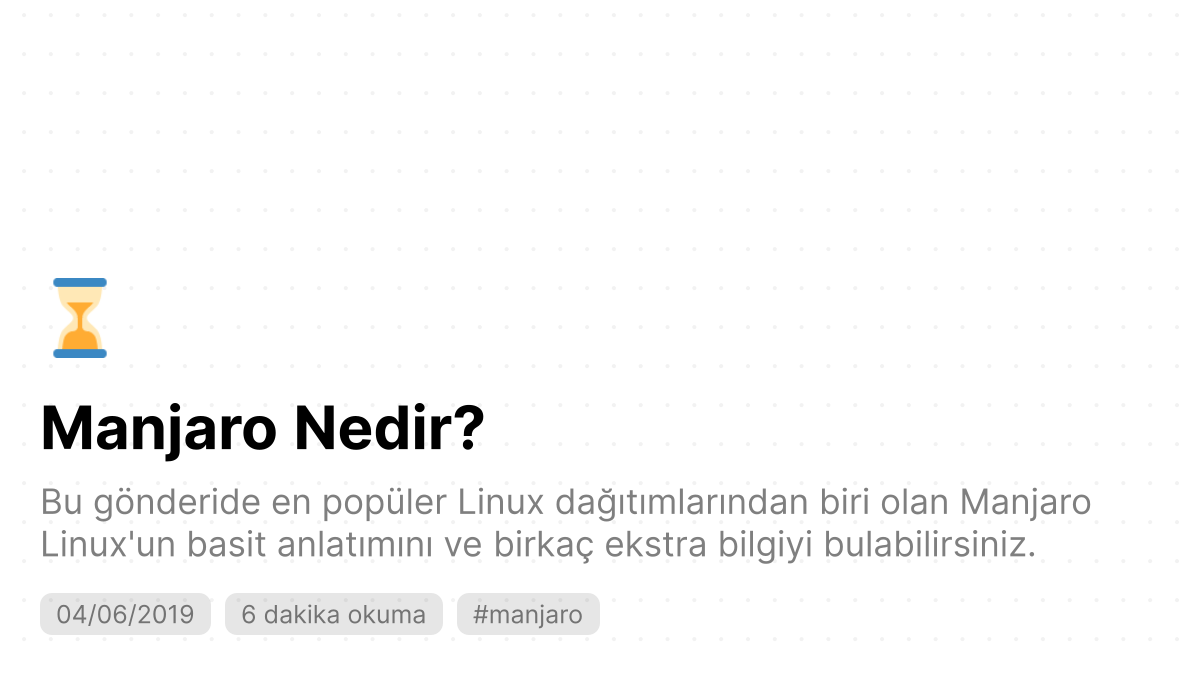 Manjaro Nedir?
Bu gönderide en popüler Linux dağıtımlarından biri olan Manjaro
Linux'un basit anlatımını ve birkaç ekstra bilgiyi bulabilirsiniz.
04/06/2019 6 dakika okuma #manjaro